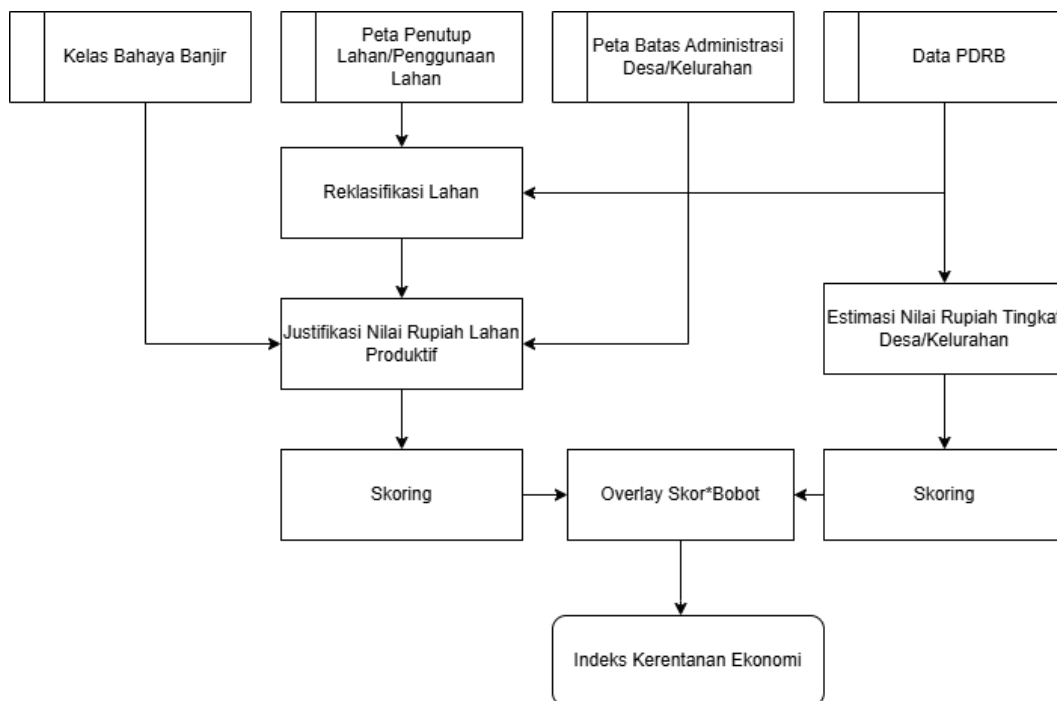 Kelas Bahaya Banjir
Peta Penutup
Lahan/Penggunaan
Lahan
Peta Batas Administrasi
Desa/Kelurahan
Data PDRB
Reklasifikasi Lahan
Justifikasi Nilai Rupiah Lahan
Produktif
Estimasi Nilai Rupiah Tingkat
Desa/Kelurahan
Skoring
Overlay Skor*Bobot
Skoring
Indeks Kerentanan Ekonomi